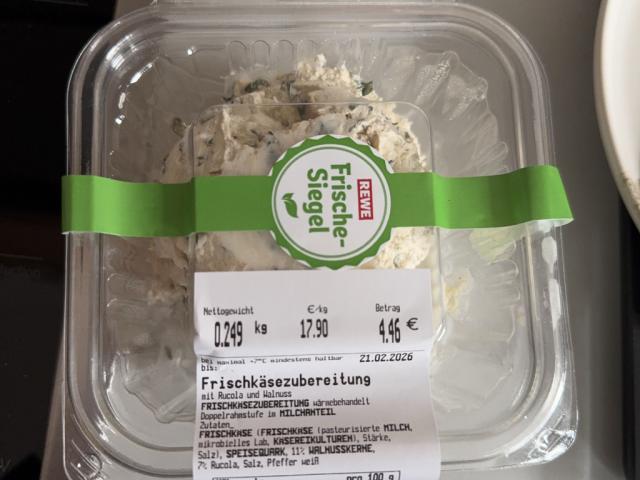 REWE
Frische-
Siegel
Nettogewicht €/kg Betrag
0.249 kg 17.90 4.46 €
bei maximal +7°C mindestens haltbar
bis: 21.02.2026
Frischkäsezubereitung
mit Rucola und Walnuss
FRISCHKÄSEZUBEREITUNG wärmebehandelt
Doppelrahmstufe im MILCHANTEIL
Zutaten
FRISCHKÄSE (FRISCHKÄSE (pasteurisierte MILCH,
mikrobielles Lab, KÄSEREIKULTUREN), Stärke,
Salz), SPEISEQUARK, 11% WALNUSSKERNE,
7% Rucola, Salz, Pfeffer weiß
pro 100 g